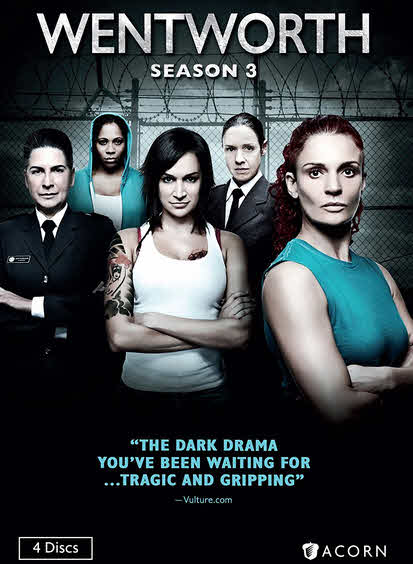 WENTWORTH
SEASON 3
“THE DARK DRAMA
YOU’VE BEEN WAITING FOR
...TRAGIC AND GRIPPING”
—Vulture.com
4 Discs
ACORN